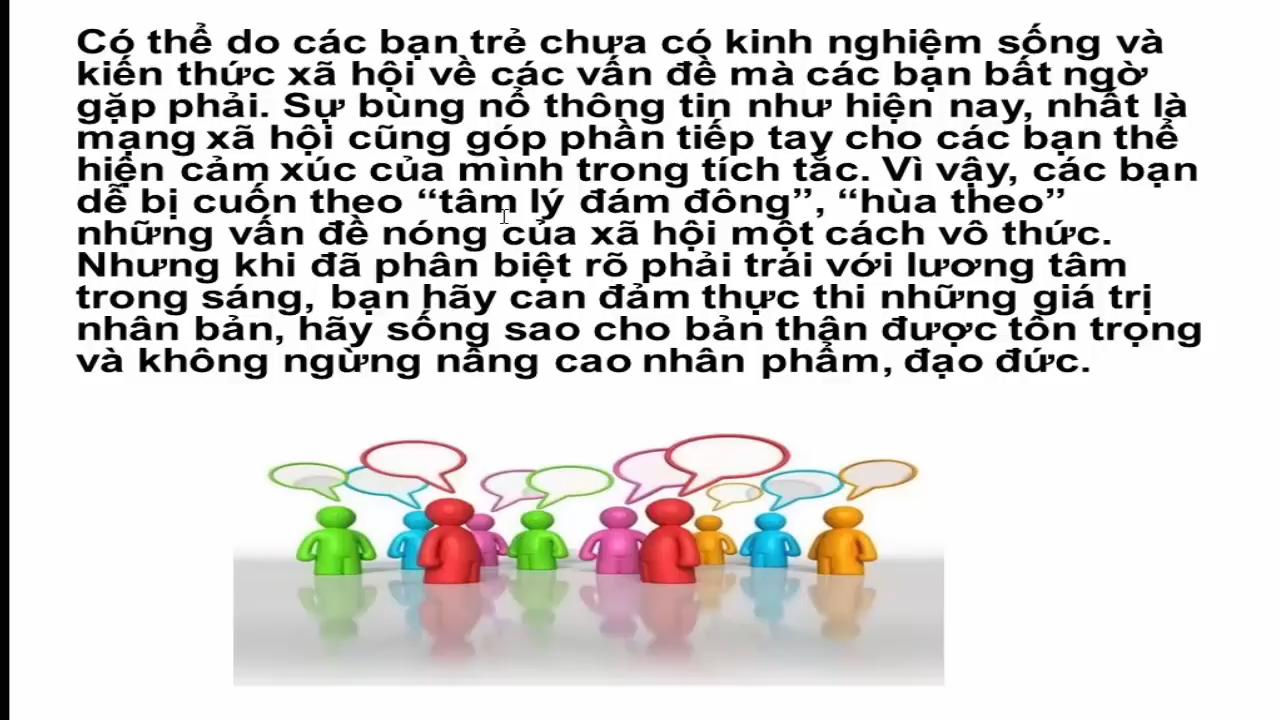 Có thể do các bạn trẻ chưa có kinh nghiệm sống và
kiến thức xã hội về các vấn đề mà các bạn bất ngờ
gặp phải. Sự bùng nổ thông tin như hiện nay, nhất là
mạng xã hội cũng góp phần tiếp tay cho các bạn thể
hiện cảm xúc của mình trong tích tắc. Vì vậy, các bạn
dễ bị cuốn theo “tâm lý đám đông”, “hùa theo”
những vấn đề nóng của xã hội một cách vô thức.
Nhưng khi đã phân biệt rõ phải trái với lương tâm
trong sáng, bạn hãy can đảm thực thi những giá trị
nhân bản, hãy sống sao cho bản thân được tôn trọng
và không ngừng nâng cao nhân phẩm, đạo đức.